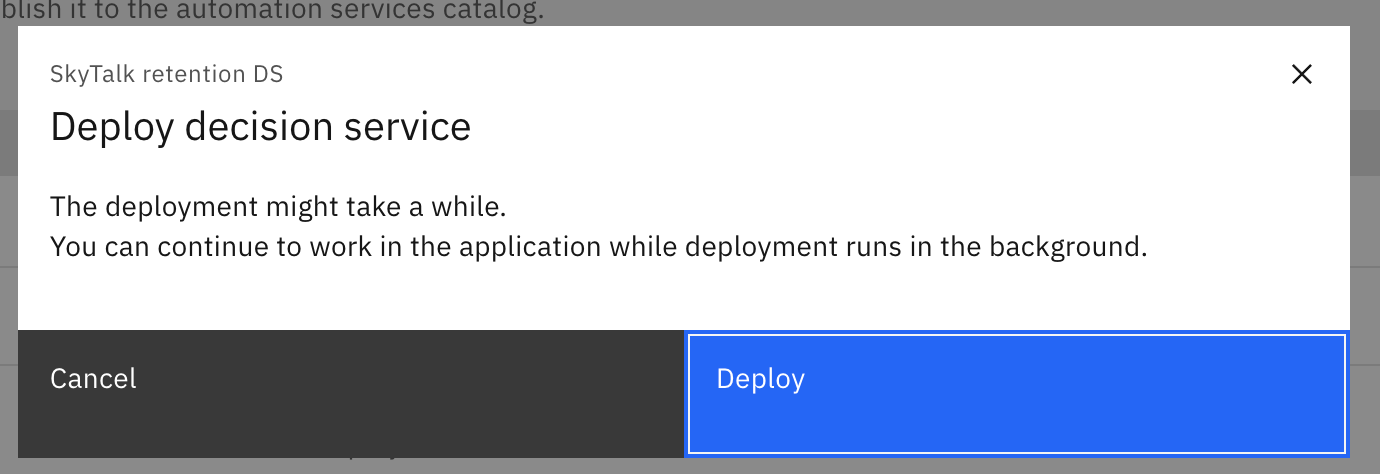 blish it to the automation services catalog.
SkyTalk retention DS
Deploy decision service
The deployment might take a while.
You can continue to work in the application while deployment runs in the background.
Cancel
Deploy